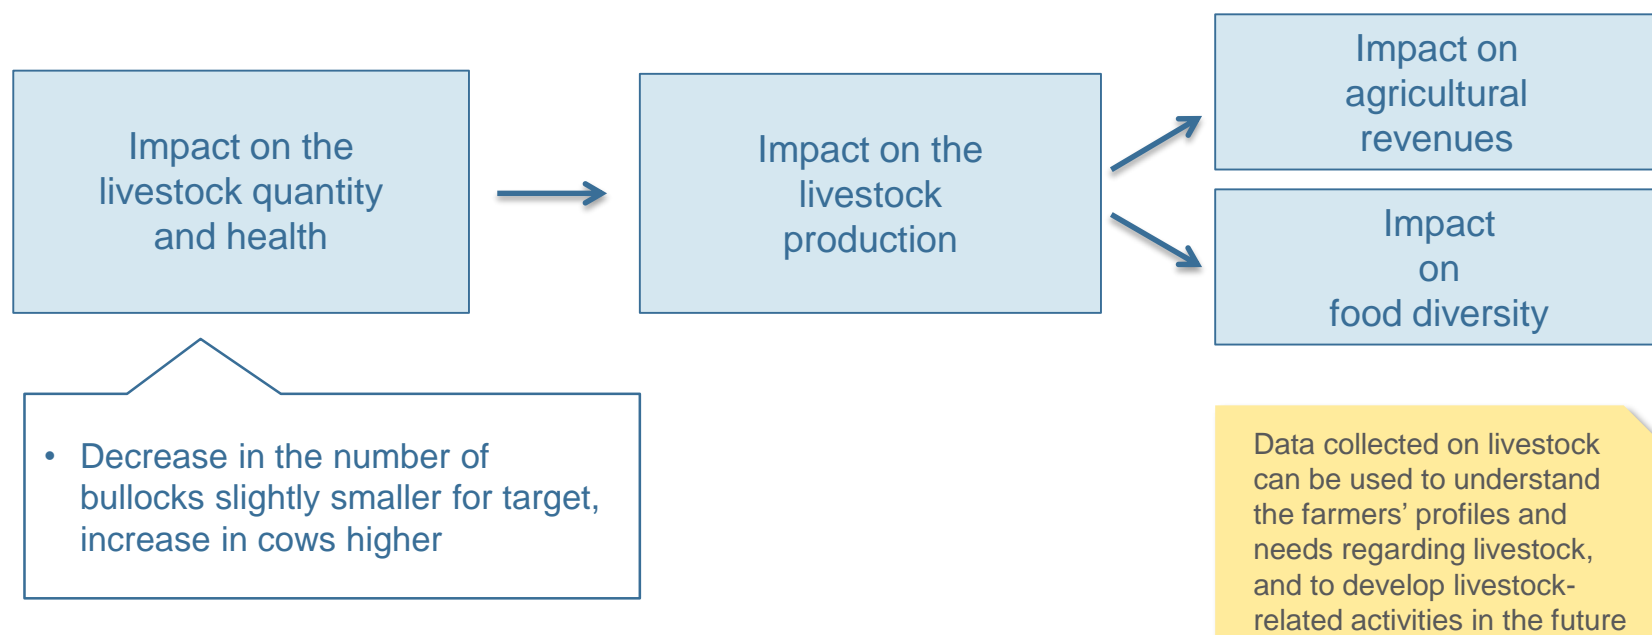 Impact on the
livestock quantity
and health
Impact on the
livestock
production
Impact on
agricultural
revenues
Impact
on
food diversity
• Decrease in the number of
bullocks slightly smaller for target,
increase in cows higher
Data collected on livestock
can be used to understand
the farmers’ profiles and
needs regarding livestock,
and to develop livestock-
related activities in the future